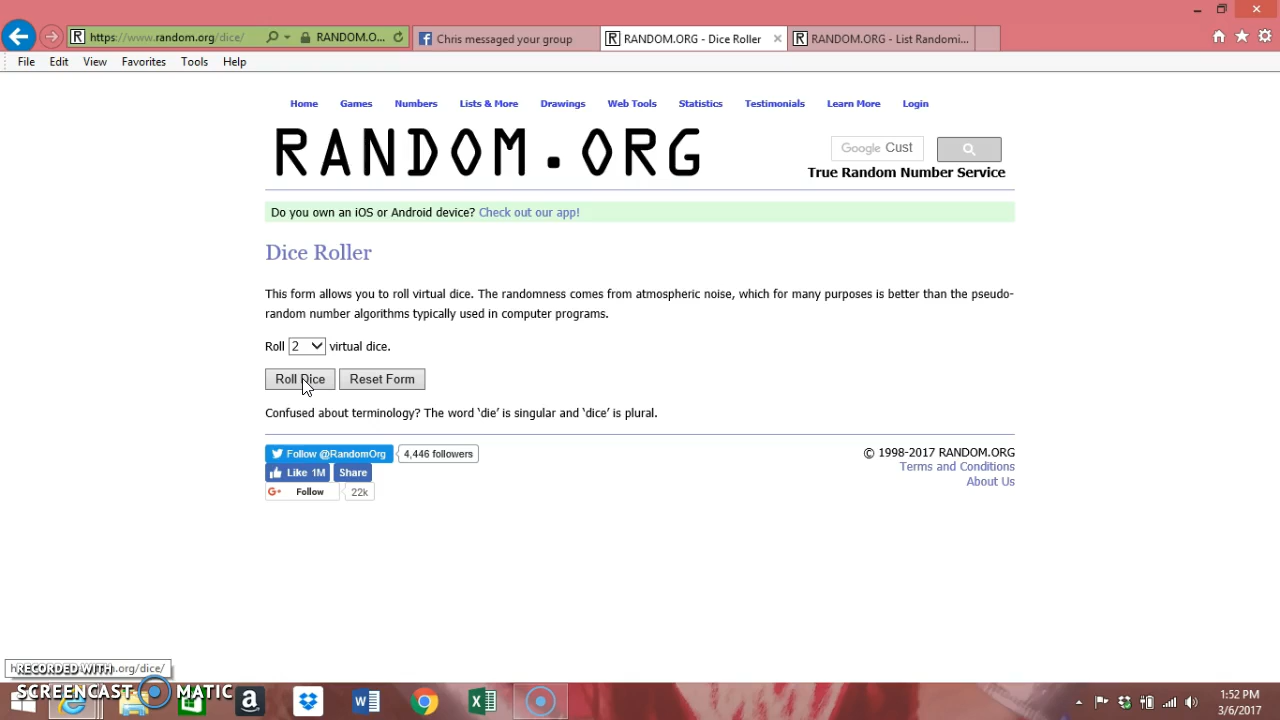 https://www.random.org/dice/
RANDOM.O...
Chris messaged your group
RANDOM.ORG - Dice Roller
RANDOM.ORG - List Randomi...
File Edit View Favorites Tools Help
Home Games Numbers Lists & More Drawings Web Tools Statistics Testimonials Learn More Login
RANDOM.ORG
Google Cust
True Random Number Service
Do you own an iOS or Android device? Check out our app!
Dice Roller
This form allows you to roll virtual dice. The randomness comes from atmospheric noise, which for many purposes is better than the pseudo-
random number algorithms typically used in computer programs.
Roll 2 virtual dice.
Roll Dice Reset Form
Confused about terminology? The word ‘die’ is singular and ‘dice’ is plural.
Follow @RandomOrg 4,446 followers
Like 1M Share
Follow 22k
© 1998-2017 RANDOM.ORG
Terms and Conditions
About Us
RECORDED WITH
SCREENCAST MATIC
1:52 PM
3/6/2017